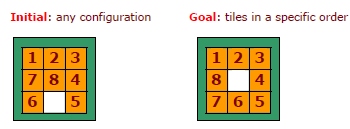 Initial: any configuration
Goal: tiles in a specific order
1 2 3
7 8 4
6 5
1 2 3
8 4
7 6 5